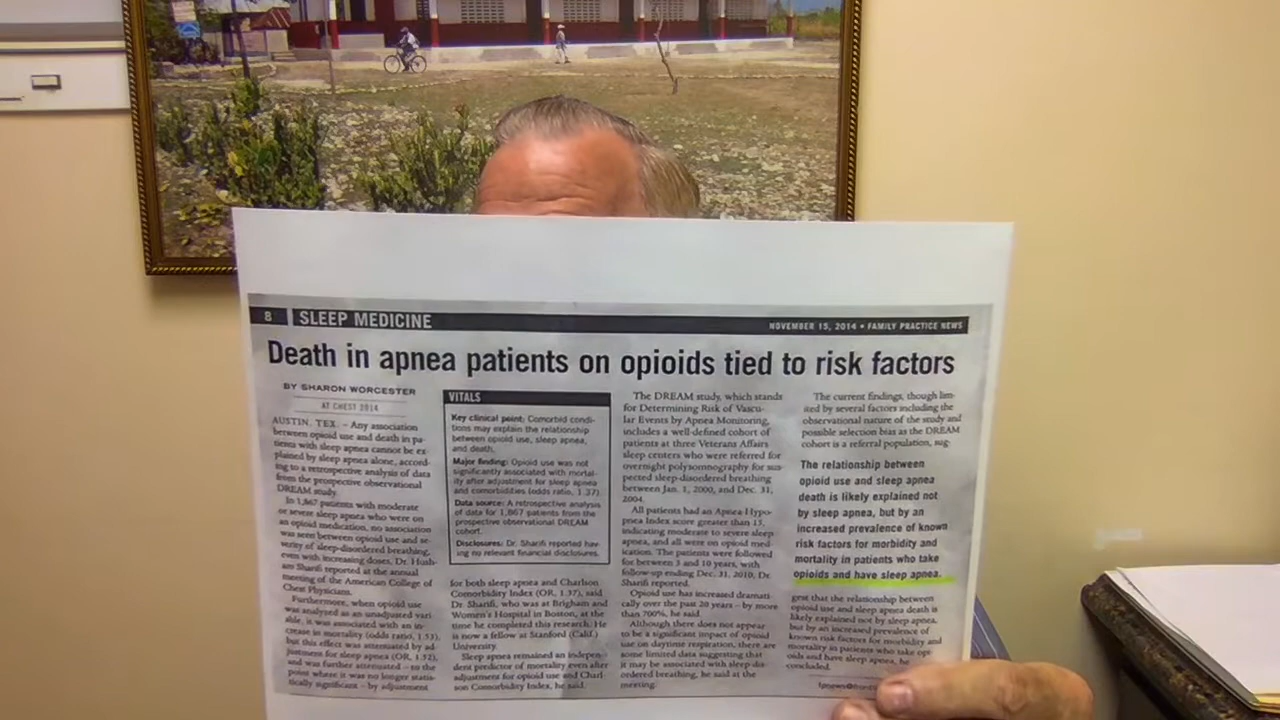 8 SLEEP MEDICINE
NOVEMBER 15, 2014 • FAMILY PRACTICE NEWS
Death in apnea patients on opioids tied to risk factors
BY SHARON WORCESTER
AT CHEST 2014
AUSTIN, TEX. – Any association
between opioid use and death in pa-
tients with sleep apnea cannot be ex-
plained by sleep apnea alone, accord-
ing to a retrospective analysis of data
from the prospective observational
DREAM study.
In 1,867 patients with moderate
or severe sleep apnea who were on
an opioid medication, no association
was seen between opioid use and se-
verity of sleep-disordered breathing,
even with increasing doses, Dr. Hush-
am Sharifi reported at the annual
meeting of the American College of
Chest Physicians.
Furthermore, when opioid use
was analyzed as an unadjusted vari-
able, it was associated with an in-
crease in mortality (odds ratio, 1.53),
but this effect was attenuated by ad-
justment for sleep apnea (OR, 1.52),
and was further attenuated – to the
point where it was no longer statis-
tically significant – by adjustment
VITALS
Key clinical point: Comorbid condi-
tions may explain the relationship
between opioid use, sleep apnea,
and death.
Major finding: Opioid use was not
significantly associated with mortal-
ity after adjustment for sleep apnea
and comorbidities (odds ratio, 1.37).
Data source: A retrospective analysis
of data for 1,867 patients from the
prospective observational DREAM
cohort.
Disclosures: Dr. Sharifi reported hav-
ing no relevant financial disclosures.
for both sleep apnea and Charlson
Comorbidity Index (OR, 1.37), said
Dr. Sharifi, who was at Brigham and
Women's Hospital in Boston, at the
time he completed this research. He
is now a fellow at Stanford (Calif.)
University.
Sleep apnea remained an indepen-
dent predictor of mortality even after
adjustment for opioid use and Charl-
son Comorbidity Index, he said.
The DREAM study, which stands
for Determining Risk of Vascu-
lar Events by Apnea Monitoring,
includes a well-defined cohort of
patients at three Veterans Affairs
sleep centers who were referred for
overnight polysomnography for sus-
pected sleep-disordered breathing
between Jan. 1, 2000, and Dec. 31,
2004.
All patients had an Apnea Hypo-
pnea Index score greater than 15,
indicating moderate to severe sleep
apnea, and all were on opioid med-
ication. The patients were followed
for between 3 and 10 years, with
follow-up ending Dec. 31, 2010, Dr.
Sharifi reported.
Opioid use has increased dramati-
cally over the past 20 years – by more
than 700%, he said.
Although there does not appear
to be a significant impact of opioid
use on daytime respiration, there are
some limited data suggesting that
it may be associated with sleep-dis-
ordered breathing, he said at the
meeting.
The current findings, though lim-
ited by several factors including the
observational nature of the study and
possible selection bias as the DREAM
cohort is a referral population, sug-
The relationship between
opioid use and sleep apnea
death is likely explained not
by sleep apnea, but by an
increased prevalence of known
risk factors for morbidity and
mortality in patients who take
opioids and have sleep apnea.
gest that the relationship between
opioid use and sleep apnea death is
likely explained not by sleep apnea,
but by an increased prevalence of
known risk factors for morbidity and
mortality in patients who take opi-
oids and have sleep apnea, he
concluded.